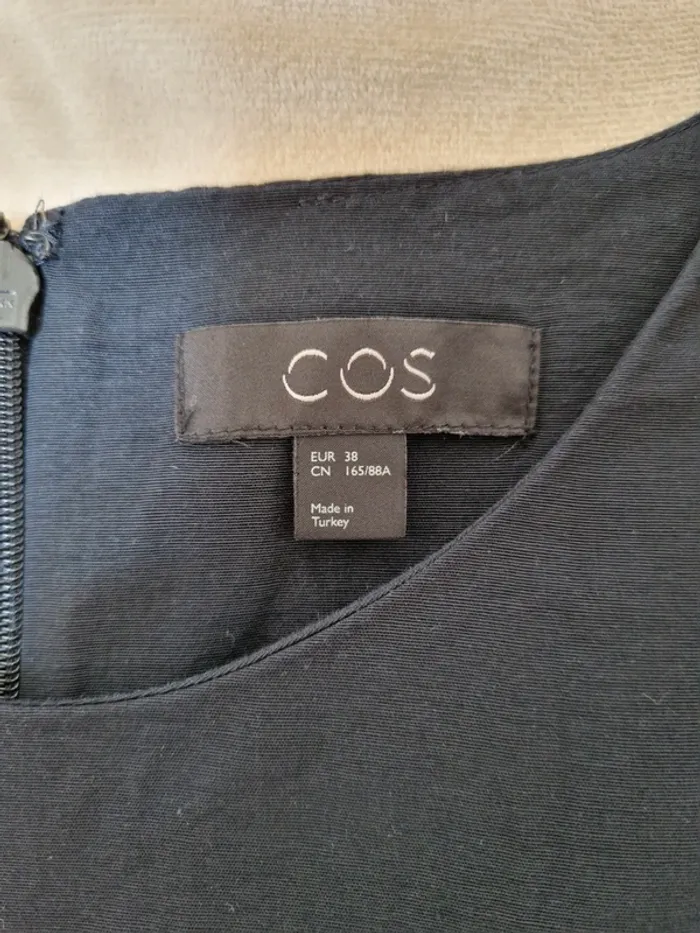 COS
EUR 38
CN 165/88A
Made in
Turkey